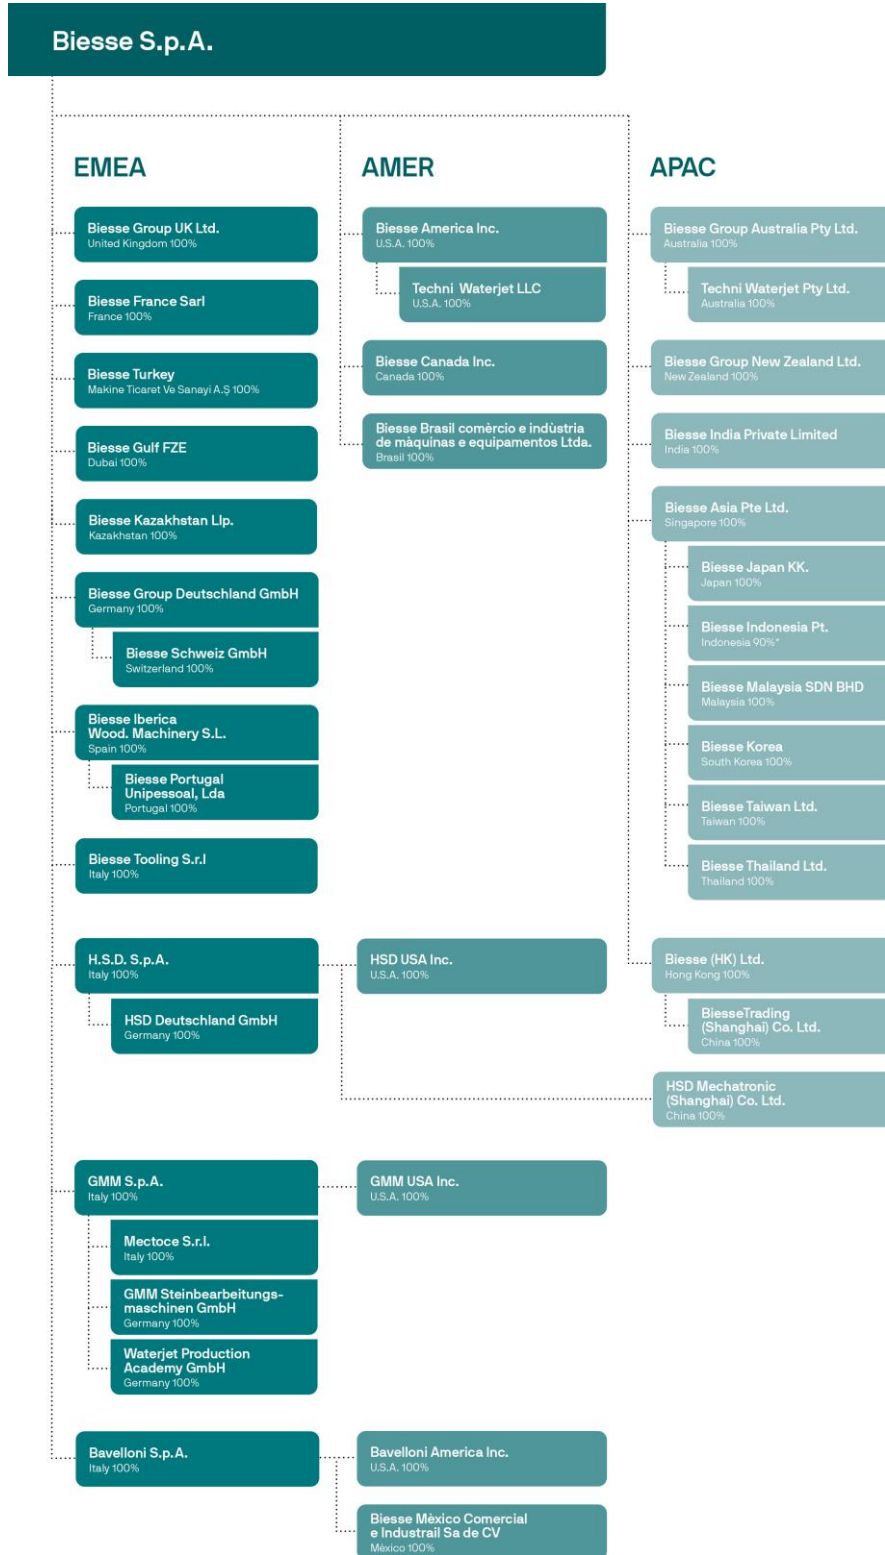 Biesse S.p.A.
EMEA
Biesse Group UK Ltd.
United Kingdom 100%
Biesse France Sarl
France 100%
Biesse Turkey
Makine Ticaret Ve Sanayi A.Ş 100%
Biesse Gulf FZE
Dubai 100%
Biesse Kazakhstan Llp.
Kazakhstan 100%
Biesse Group Deutschland GmbH
Germany 100%
Biesse Schweiz GmbH
Switzerland 100%
Biesse Iberica
Wood. Machinery S.L.
Spain 100%
Biesse Portugal
Unipessoal, Lda
Portugal 100%
Biesse Tooling S.r.l
Italy 100%
H.S.D. S.p.A.
Italy 100%
HSD Deutschland GmbH
Germany 100%
GMM S.p.A.
Italy 100%
Mectoce S.r.l.
Italy 100%
GMM Steinbearbeitungs-
maschinen GmbH
Germany 100%
Waterjet Production
Academy GmbH
Germany 100%
Bavelloni S.p.A.
Italy 100%
AMER
Biesse America Inc.
U.S.A. 100%
Techni Waterjet LLC
U.S.A. 100%
Biesse Canada Inc.
Canada 100%
Biesse Brasil comèrcio e indùstria
de màquinas e equipamentos Ltda.
Brasil 100%
HSD USA Inc.
U.S.A. 100%
GMM USA Inc.
U.S.A. 100%
Bavelloni America Inc.
U.S.A. 100%
Biesse Mèxico Comercial
e Industrail Sa de CV
Mèxico 100%
APAC
Biesse Group Australia Pty Ltd.
Australia 100%
Techni Waterjet Pty Ltd.
Australia 100%
Biesse Group New Zealand Ltd.
New Zealand 100%
Biesse India Private Limited
India 100%
Biesse Asia Pte Ltd.
Singapore 100%
Biesse Japan KK.
Japan 100%
Biesse Indonesia Pt.
Indonesia 90%*
Biesse Malaysia SDN BHD
Malaysia 100%
Biesse Korea
South Korea 100%
Biesse Taiwan Ltd.
Taiwan 100%
Biesse Thailand Ltd.
Thailand 100%
Biesse (HK) Ltd.
Hong Kong 100%
BiesseTrading
(Shanghai) Co. Ltd.
China 100%
HSD Mechatronic
(Shanghai) Co. Ltd.
China 100%